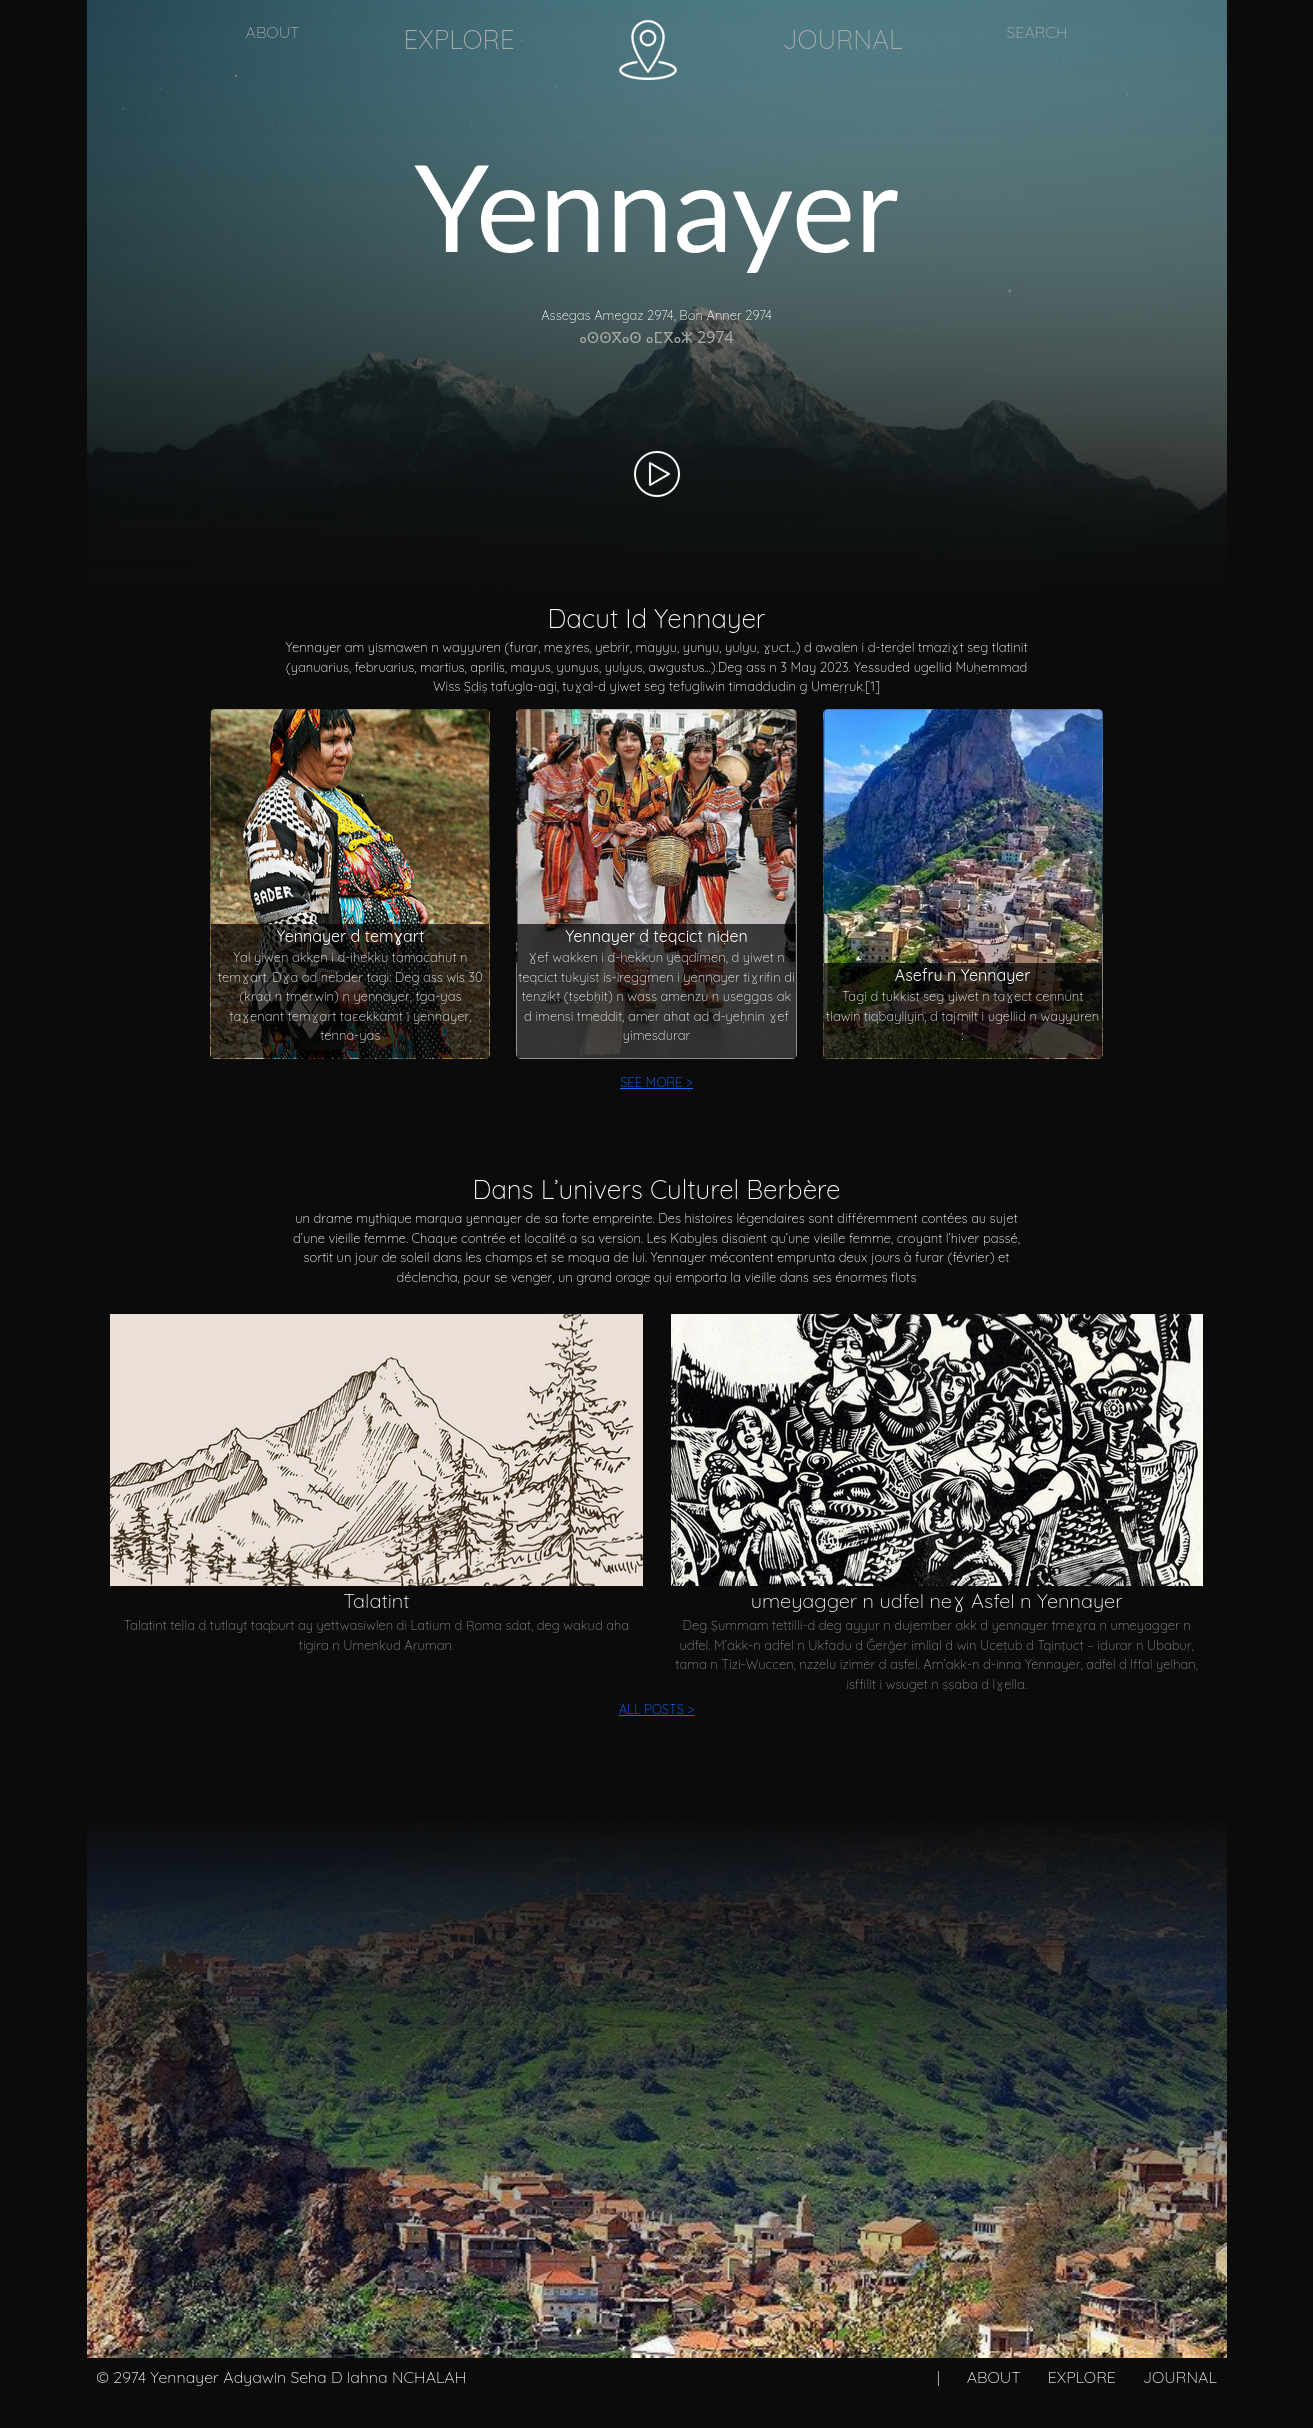 ABOUT EXPLORE JOURNAL SEARCH
Yennayer
Assegas Amegaz 2974, Bon Anner 2974
ⴰⵙⵙⴳⴰⵙ ⴰⵎⴳⴰⵣ 2974
Dacut Id Yennayer
Yennayer am yismawen n wayyuren (furar, meɣres, yebrir, mayyu, yunyu, yulyu, ɣuct...) d awalen i d-terḍel tmaziɣt seg tlatinit
(yanuarius, februarius, martius, aprilis, mayus, yunyus, yulyus, awgustus...).Deg ass n 3 May 2023. Yessuded ugellid Muḥemmad
Wiss Ṣḍiṣ tafugla-agi, tuɣal-d yiwet seg tefugliwin timaddudin g Umeṛṛuk.[1]
BADER
Yennayer d temɣart
Yal yiwen akken i d-iḥekku tamacahut n
temɣart. Dɣa ad nebder tagi: Deg ass wis 30
(krad n tmerwin) n yennayer, tga-yas
taɣenant temɣart taɛekkamt i yennayer,
tenna-yas
Yennayer d teqcict niḍen
Ɣef wakken i d-ḥekkun yeqdimen, d yiwet n
teqcict tukyist is-ireggmen i yennayer tiɣrifin di
tenzikt (tṣebḥit) n wass amenzu n useggas ak
d imensi tmeddit, amer ahat ad d-yeḥnin ɣef
yimesdurar
Asefru n Yennayer
Tagi d tukkist seg yiwet n taɣect cennunt
tlawin tiqbayliyin, d tajmilt i ugellid n wayyuren
:
SEE MORE >
Dans L’univers Culturel Berbère
un drame mythique marqua yennayer de sa forte empreinte. Des histoires légendaires sont différemment contées au sujet
d’une vieille femme. Chaque contrée et localité a sa version. Les Kabyles disaient qu’une vieille femme, croyant l’hiver passé,
sortit un jour de soleil dans les champs et se moqua de lui. Yennayer mécontent emprunta deux jours à furar (février) et
déclencha, pour se venger, un grand orage qui emporta la vieille dans ses énormes flots
Talatint
Talatint tella d tutlayt taqburt ay yettwasiwlen di Latium d Ṛoma sdat, deg wakud aha
tigira n Umenkud Aruman.
umeyagger n udfel neɣ Asfel n Yennayer
Deg Ṣummam tettilli-d deg ayyur n dujember akk d yennayer tmeɣra n umeyagger n
udfel. M’akk-n adfel n Ukfadu d Ǧerǧer imllal d win Uceṭub d Tqinṭuct – idurar n Ubabuṛ,
tama n Tizi-Wuccen, nzzelu izimer d asfel. Am’akk-n d-inna Yennayer, adfel d lffal yelhan,
isffilit i wsuget n ṣṣaba d lɣella.
ALL POSTS >
© 2974 Yennayer Adyawin Seha D lahna NCHALAH | ABOUT EXPLORE JOURNAL